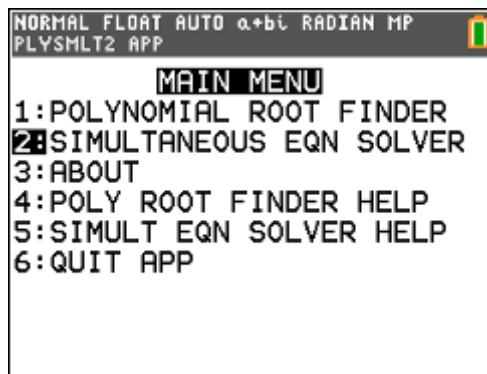 NORMAL FLOAT AUTO a+bi RADIAN MP
PLYSMLT2 APP
MAIN MENU
1:POLYNOMIAL ROOT FINDER
2:SIMULTANEOUS EQN SOLVER
3:ABOUT
4:POLY ROOT FINDER HELP
5:SIMULT EQN SOLVER HELP
6:QUIT APP